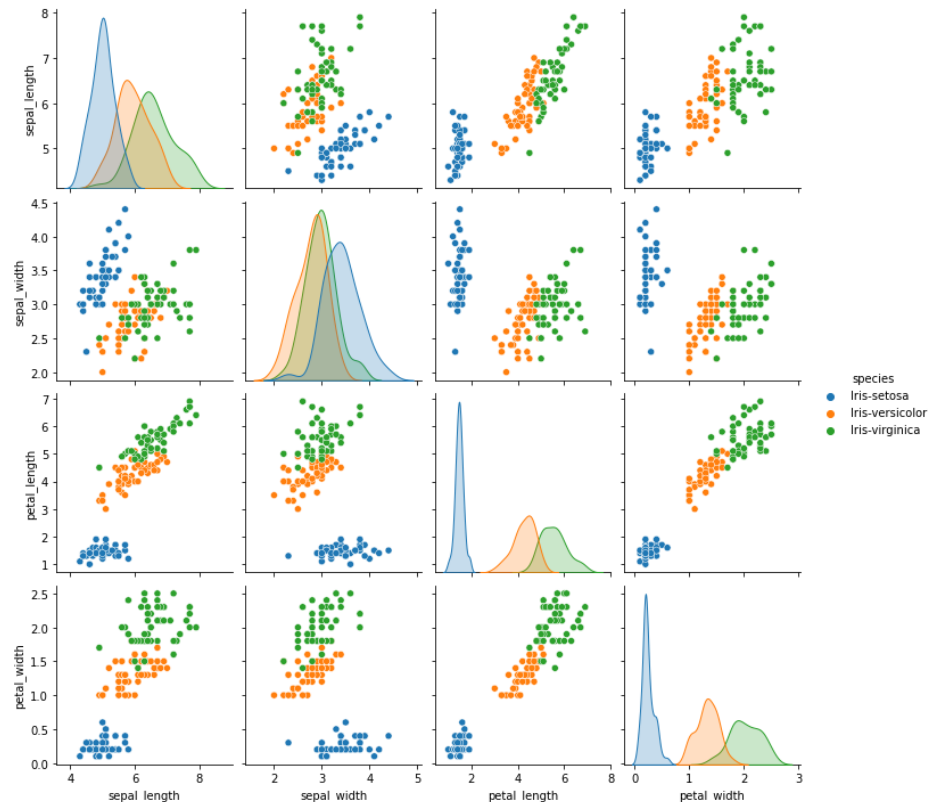 sepal_length
8
7
6
5
sepal_width
4.5
4.0
3.5
3.0
2.5
2.0
species
Iris-setosa
Iris-versicolor
Iris-virginica
petal_length
7
6
5
4
3
2
1
petal_width
2.5
2.0
1.5
1.0
0.5
0.0
4 6 8
2 3 4 5
2 4 6 8
0 1 2 3
sepal_length sepal_width petal_length petal_width